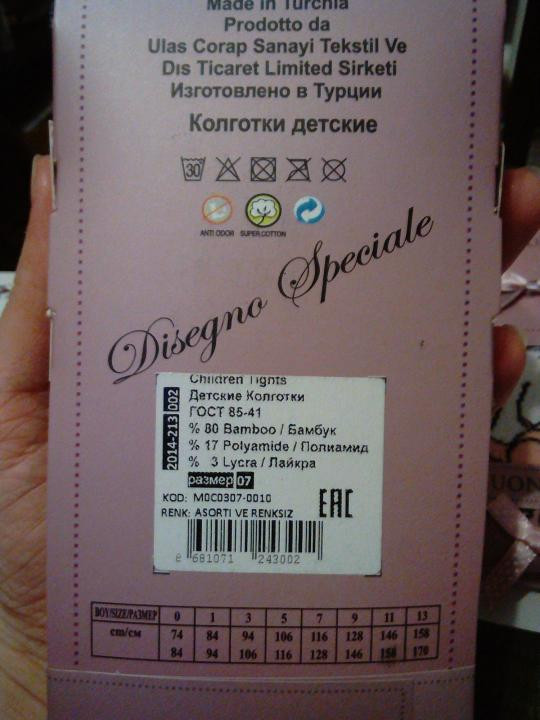 Made in Turchia
Prodotto da
Ulas Corap Sanayi Tekstil Ve
Dıs Ticaret Limited Sirketi
Изготовлено в Турции
Колготки детские
30
ANTI ODOR SUPER COTTON
Disegno Speciale
Children Tights
Детские Колготки
ГОСТ 85-41
% 80 Bamboo / Бамбук
% 17 Polyamide / Полиамид
% 3 Lycra / Лайкра
2014-213 002
размер 07
KOD: M0C0307-0010
RENK: ASORTI VE RENKSIZ
EAC
8 681071 243002
BOY/SIZE/РАЗМЕР 0 1 3 5 7 9 11 13
cm/см 74 84 94 106 116 128 146 158
84 94 106 116 128 146 158 170